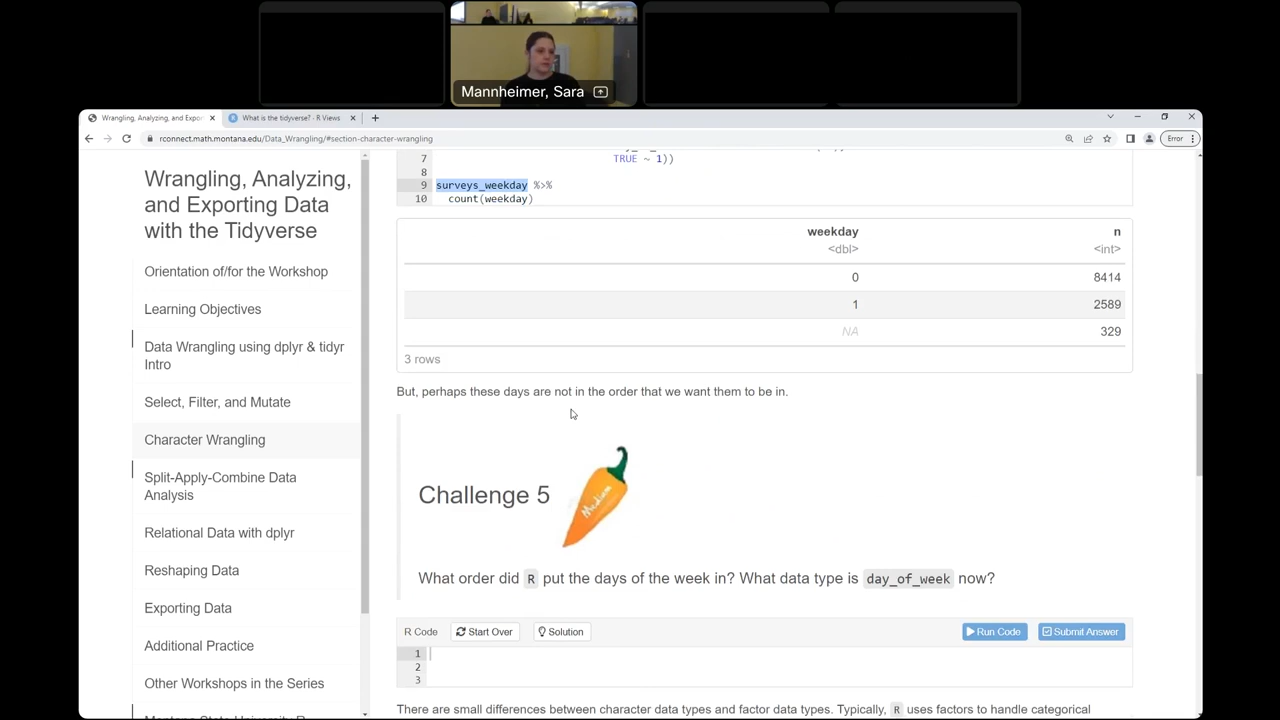 Mannheimer, Sara
Wrangling, Analyzing, and Expor
What is the tidyverse? - R Views
rconnect.math.montana.edu/Data_Wrangling/#section-character-wrangling
Error
Wrangling, Analyzing,
and Exporting Data
with the Tidyverse
Orientation of/for the Workshop
Learning Objectives
Data Wrangling using dplyr & tidyr
Intro
Select, Filter, and Mutate
Character Wrangling
Split-Apply-Combine Data
Analysis
Relational Data with dplyr
Reshaping Data
Exporting Data
Additional Practice
Other Workshops in the Series
7 TRUE ~ 1))
8
9 surveys_weekday %>%
10 count(weekday)
weekday n
<dbl> <int>
0 8414
1 2589
NA 329
3 rows
But, perhaps these days are not in the order that we want them to be in.
Challenge 5
Medium
What order did R put the days of the week in? What data type is day_of_week now?
R Code Start Over Solution Run Code Submit Answer
1
2
3
There are small differences between character data types and factor data types. Typically, R uses factors to handle categorical